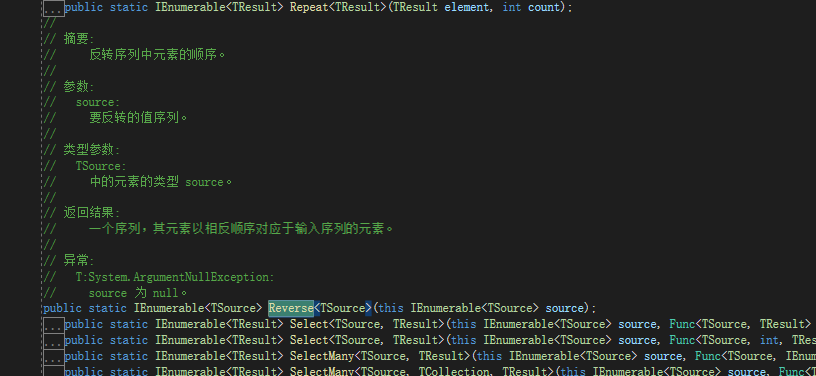 ...public static IEnumerable<TResult> Repeat<TResult>(TResult element, int count);
//
// 摘要:
//     反转序列中元素的顺序。
//
// 参数:
//   source:
//     要反转的值序列。
//
// 类型参数:
//   TSource:
//     中的元素的类型 source。
//
// 返回结果:
//     一个序列，其元素以相反顺序对应于输入序列的元素。
//
// 异常:
//   T:System.ArgumentNullException:
//     source 为 null。
public static IEnumerable<TSource> Reverse<TSource>(this IEnumerable<TSource> source);
...public static IEnumerable<TResult> Select<TSource, TResult>(this IEnumerable<TSource> source, Func<TSource, TResult>
...public static IEnumerable<TResult> Select<TSource, TResult>(this IEnumerable<TSource> source, Func<TSource, int, TRes
...public static IEnumerable<TResult> SelectMany<TSource, TResult>(this IEnumerable<TSource> source, Func<TSource, IEnum
...public static IEnumerable<TResult> SelectMany<TSource, TCollection, TResult>(this IEnumerable<TSource> source, Func<T